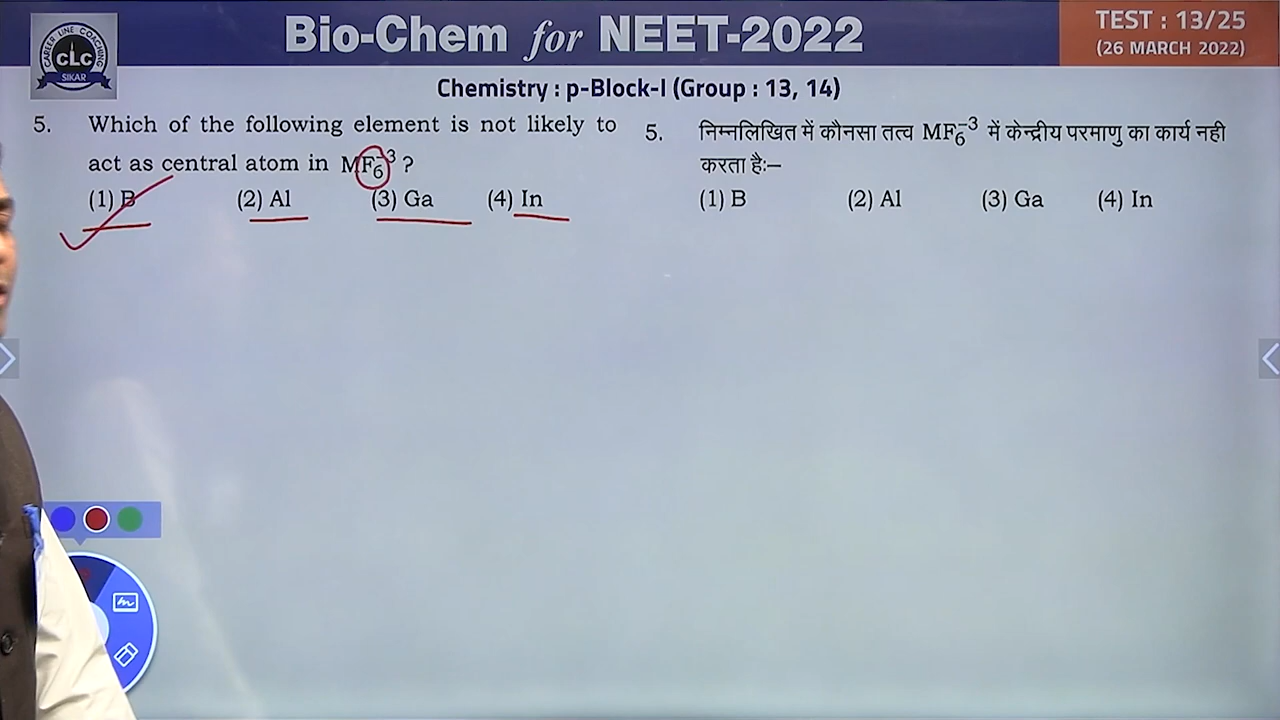 CAREER LINE COACHING
CLC
SIKAR
Bio-Chem for NEET-2022
TEST : 13/25
(26 MARCH 2022)
Chemistry : p-Block-I (Group : 13, 14)
5. Which of the following element is not likely to
act as central atom in MF₆⁻³ ?
(1) B (2) Al (3) Ga (4) In
5. निम्नलिखित में कौनसा तत्व MF₆⁻³ में केन्द्रीय परमाणु का कार्य नही
करता है:–
(1) B (2) Al (3) Ga (4) In